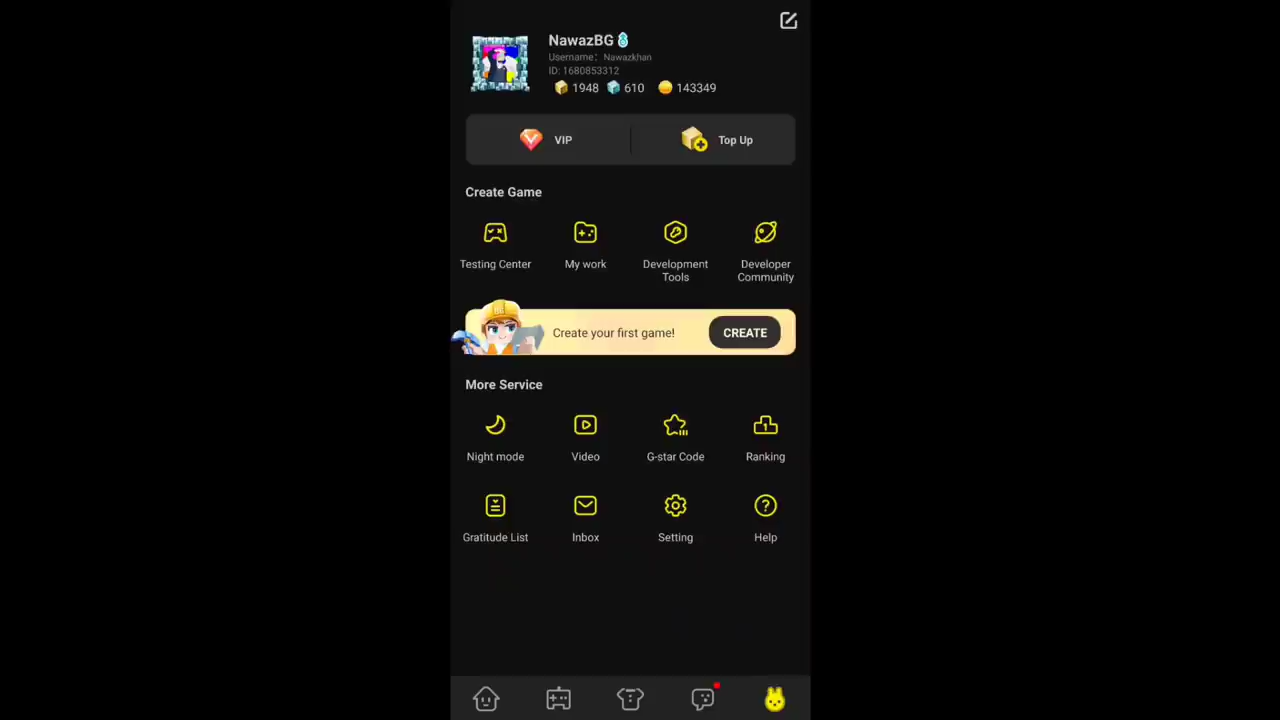 NawazBG
Username: Nawazkhan
ID: 1680853312
1948 610 143349
VIP Top Up
Create Game
Testing Center My work Development Tools Developer Community
Create your first game! CREATE
More Service
Night mode Video G-star Code Ranking
Gratitude List Inbox Setting Help